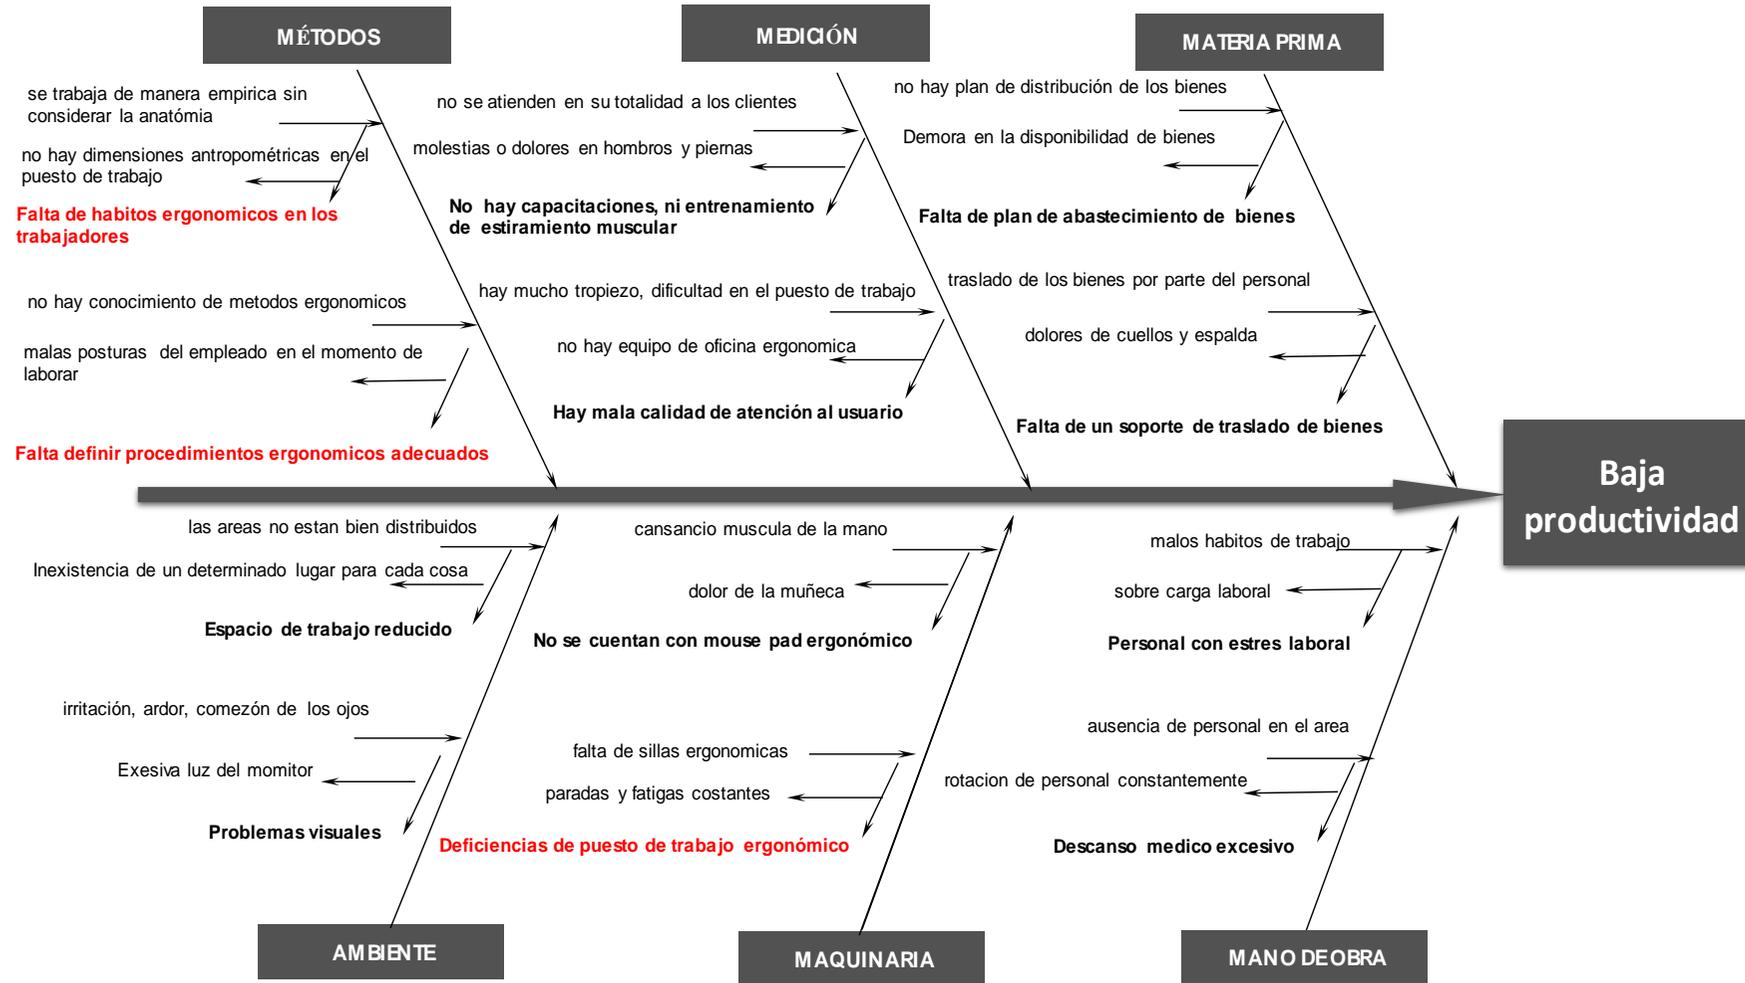 MÉTODOS
MEDICIÓN
MATERIA PRIMA
se trabaja de manera empirica sin
considerar la anatómia
no hay dimensiones antropométricas en el
puesto de trabajo
Falta de habitos ergonomicos en los
trabajadores
no hay conocimiento de metodos ergonomicos
malas posturas del empleado en el momento de
laborar
Falta definir procedimientos ergonomicos adecuados
no se atienden en su totalidad a los clientes
molestias o dolores en hombros y piernas
No hay capacitaciones, ni entrenamiento
de estiramiento muscular
hay mucho tropiezo, dificultad en el puesto de trabajo
no hay equipo de oficina ergonomica
Hay mala calidad de atención al usuario
no hay plan de distribución de los bienes
Demora en la disponibilidad de bienes
Falta de plan de abastecimiento de bienes
traslado de los bienes por parte del personal
dolores de cuellos y espalda
Falta de un soporte de traslado de bienes
Baja
productividad
las areas no estan bien distribuidos
Inexistencia de un determinado lugar para cada cosa
Espacio de trabajo reducido
irritación, ardor, comezón de los ojos
Exesiva luz del momitor
Problemas visuales
cansancio muscula de la mano
dolor de la muñeca
No se cuentan con mouse pad ergonómico
falta de sillas ergonomicas
paradas y fatigas costantes
Deficiencias de puesto de trabajo ergonómico
malos habitos de trabajo
sobre carga laboral
Personal con estres laboral
ausencia de personal en el area
rotacion de personal constantemente
Descanso medico excesivo
AMBIENTE
MAQUINARIA
MANO DE OBRA